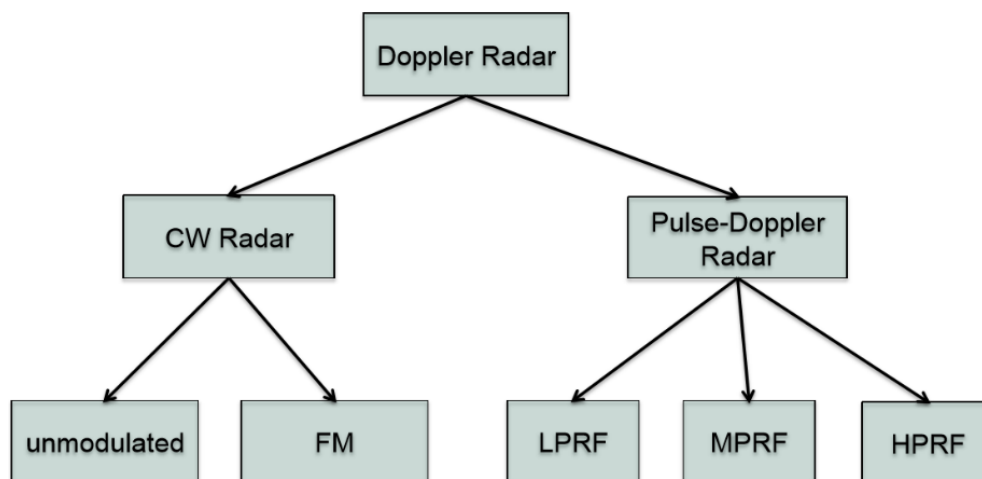 Doppler Radar
CW Radar
Pulse-Doppler
Radar
unmodulated
FM
LPRF
MPRF
HPRF